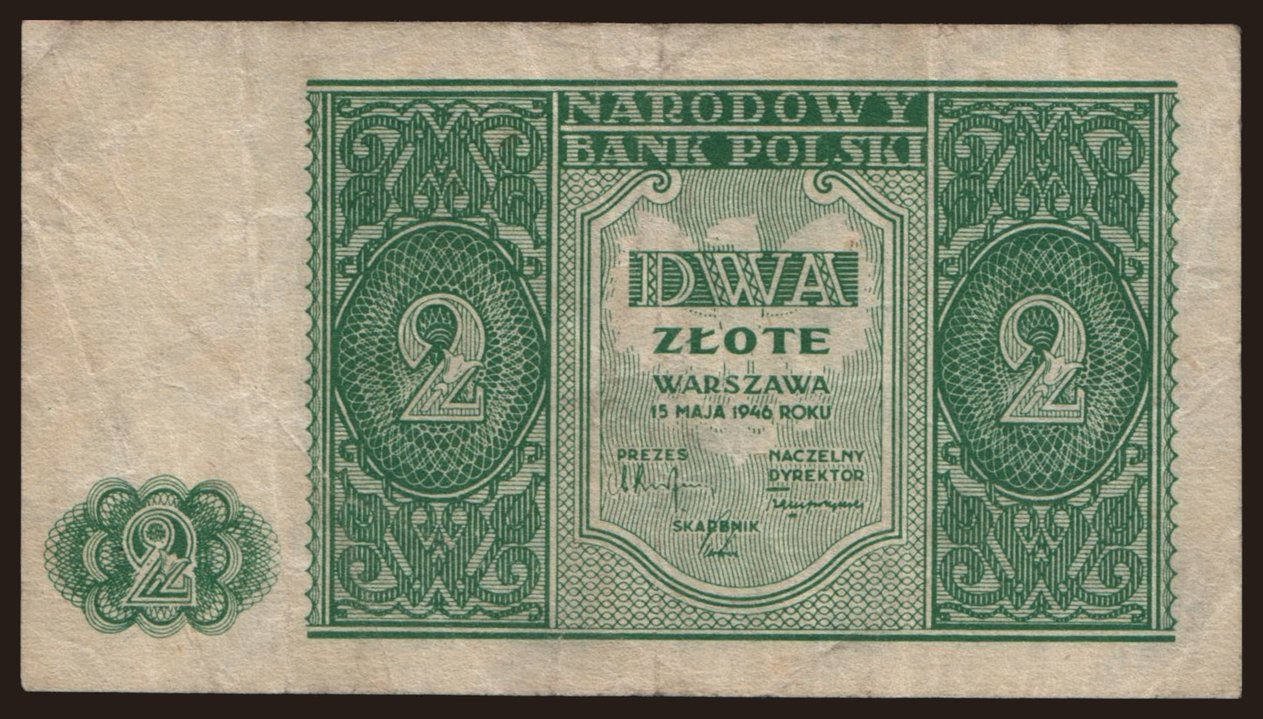 NARODOWY
BANK POLSKI
DWA
ZŁOTE
WARSZAWA
15 MAJA 1946 ROKU
2
2
PREZES
NACZELNY
DYREKTOR
SKARBNIK
2